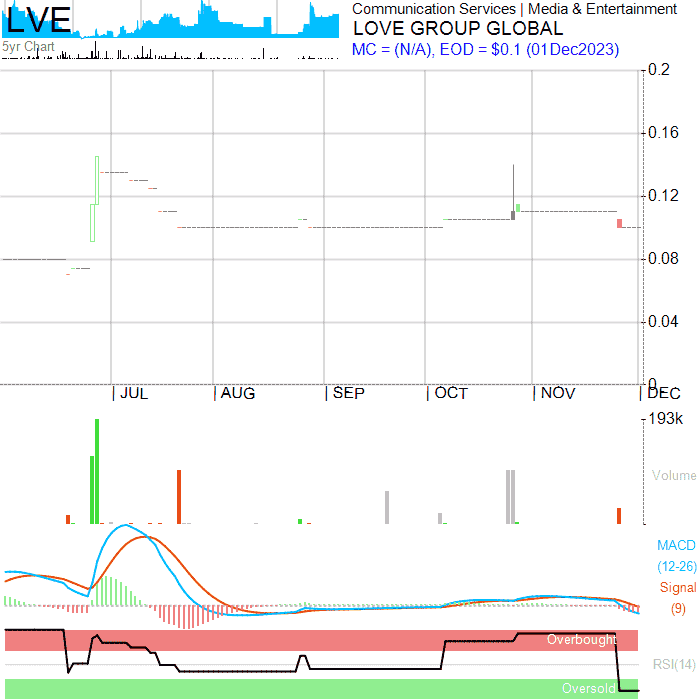 LVE
Communication Services | Media & Entertainment
LOVE GROUP GLOBAL
5yr Chart
MC = (N/A), EOD = $0.1 (01Dec2023)
0.2
0.16
0.12
0.08
0.04
0
| JUL | AUG | SEP | OCT | NOV | DEC
193k
Volume
MACD
(12-26)
Signal
(9)
Overbought
RSI(14)
Oversold